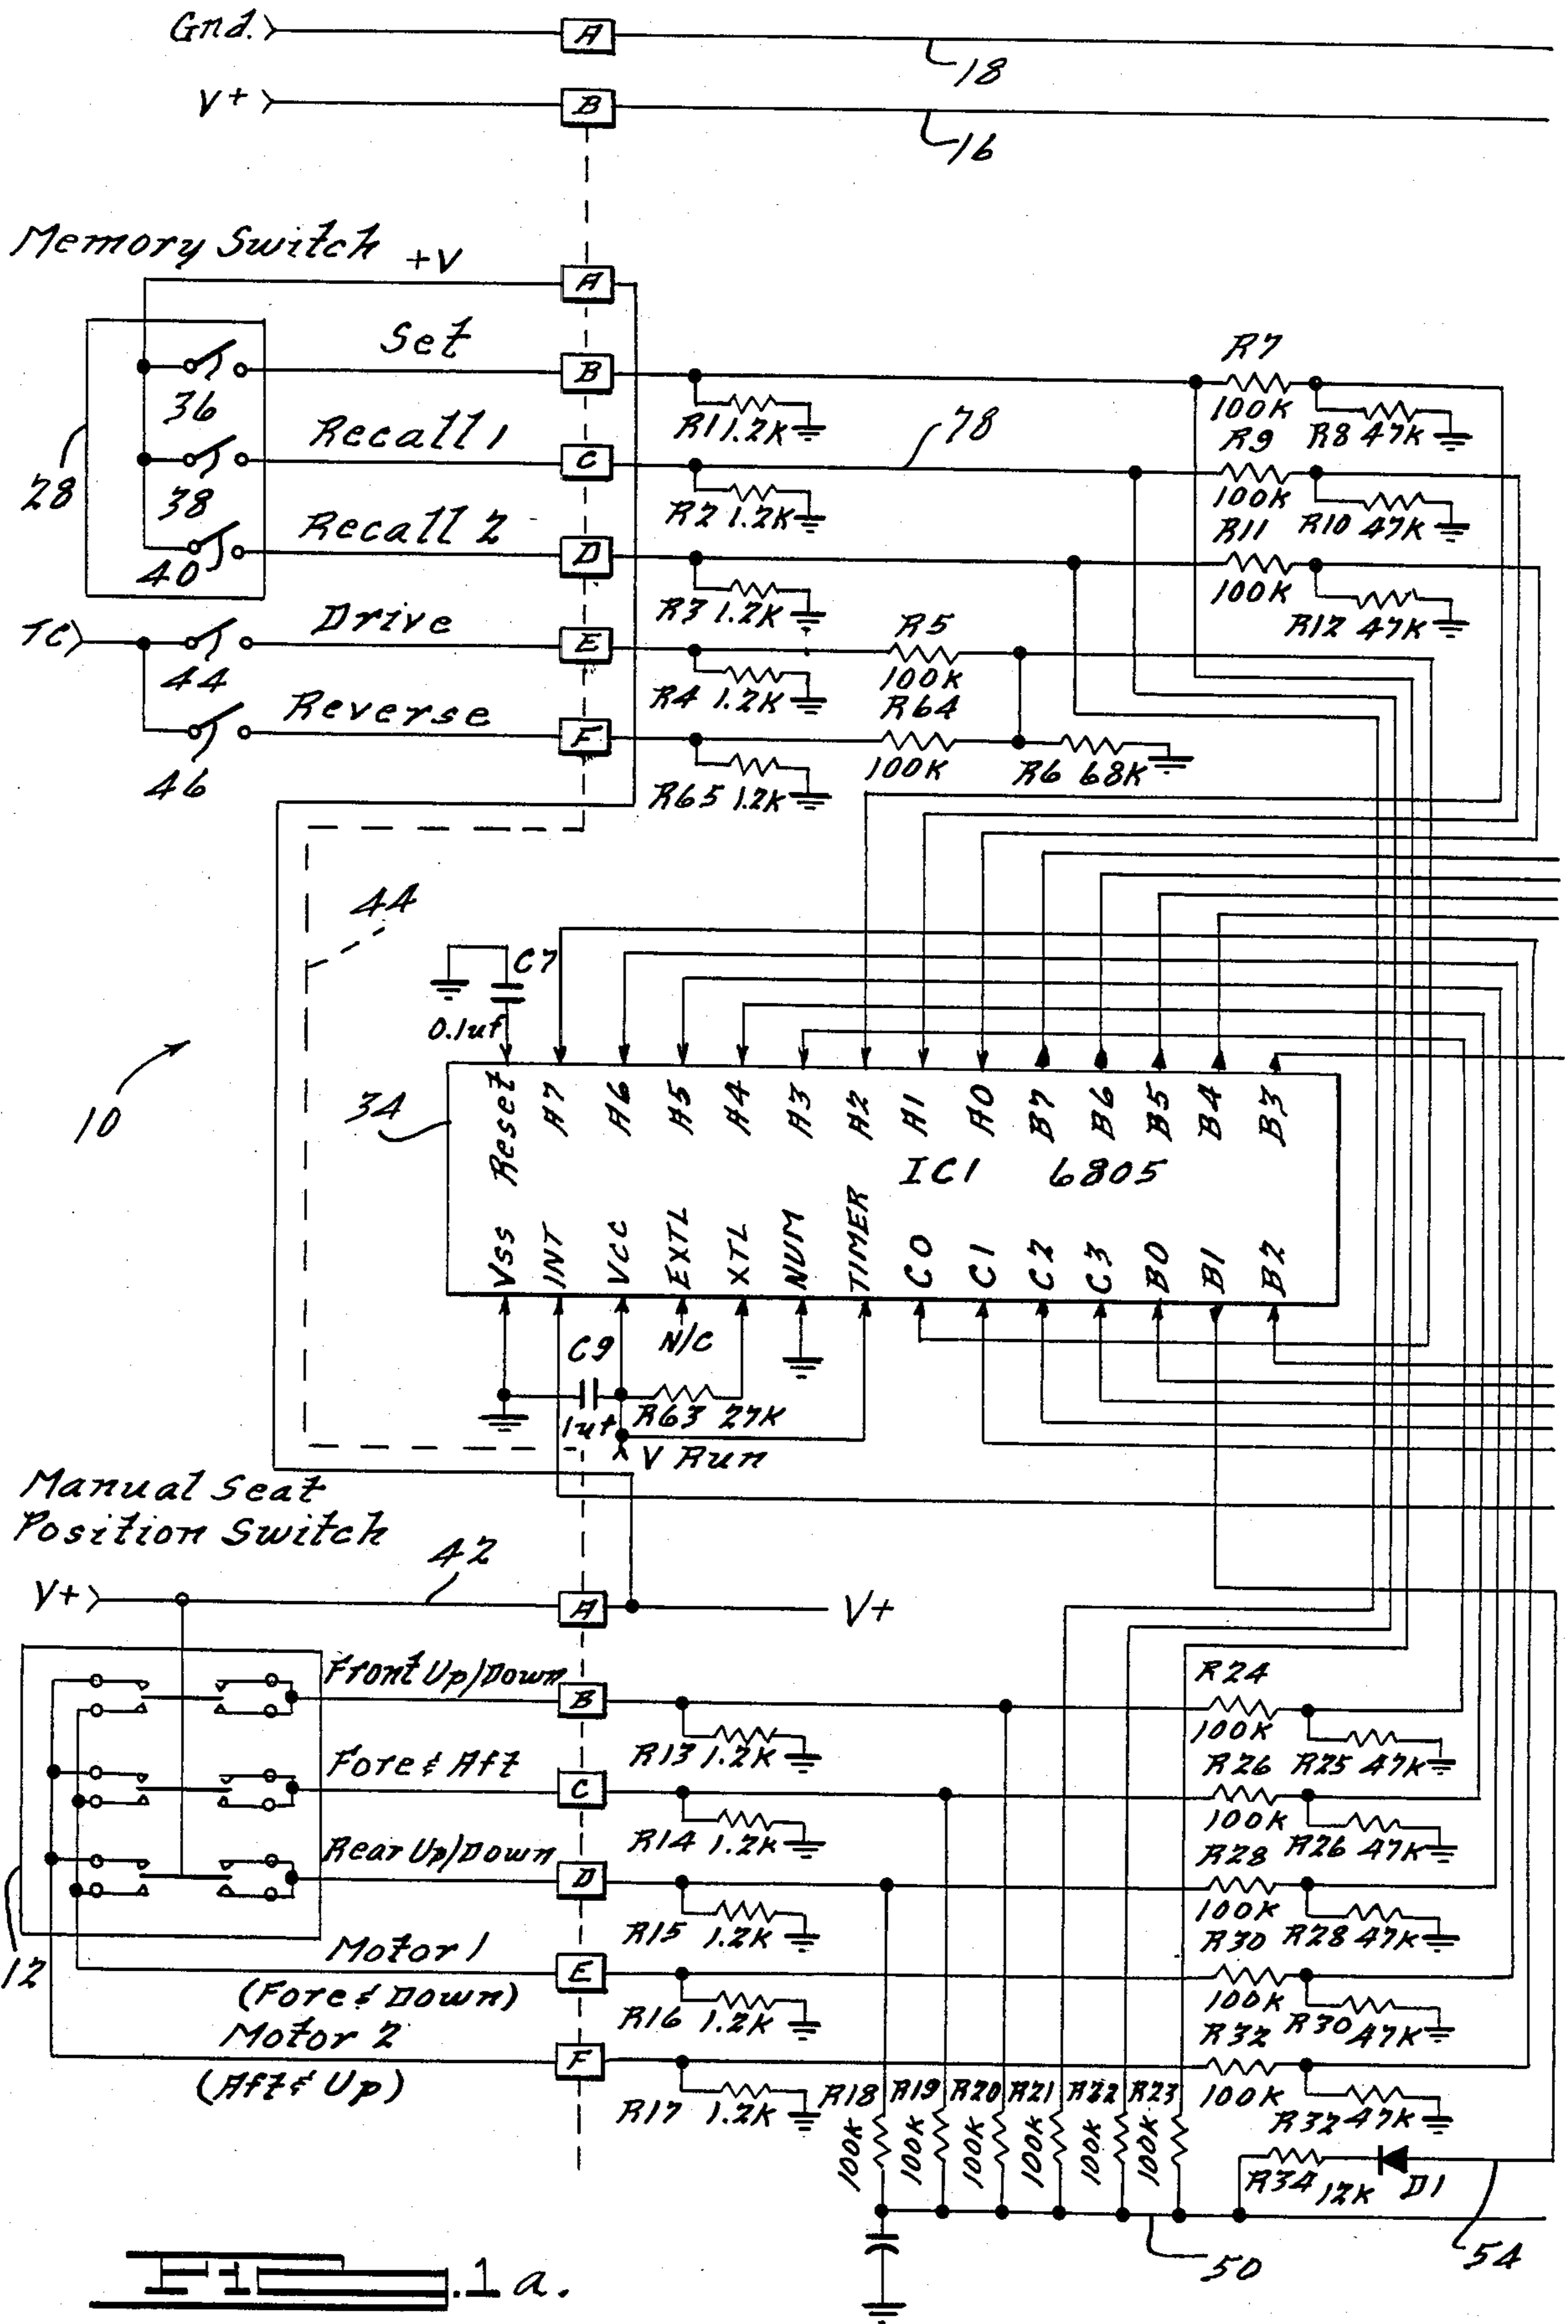 Gnd. A
18
V+ B
16
Memory Switch +V A
Set B
R7
36 R1 1.2K 100K R8 47K
Recall 1 C 78 R9
28 38 R2 1.2K 100K R10 47K
Recall 2 D R11
40 R3 1.2K 100K R12 47K
TC Drive E R5
44 R4 1.2K 100K
Reverse F R64
46 R65 1.2K 100K R6 68K
44
C7
0.1uf
10
34
Reset A7 A6 A5 A4 A3 A2 A1 A0 B7 B6 B5 B4 B3
IC1 6805
Vss INT Vcc EXTL XTL NUM TIMER C0 C1 C2 C3 B0 B1 B2
C9 N/C
1uf R63 27K
V Run
Manual Seat
Position Switch
42
V+ A V+
Front Up/Down B R24
R13 1.2K 100K R25 47K
Fore & Aft C R26
R14 1.2K 100K R26 47K
Rear Up/Down D R28
12 R15 1.2K 100K R28 47K
Motor 1 E R30
(Fore & Down) R16 1.2K 100K R30 47K
Motor 2 F R32
(Aft & Up) R17 1.2K 100K R32 47K
R18 R19 R20 R21 R22 R23
100K 100K 100K 100K 100K 100K
R34 12K D1
50 54
Fig. 1a.